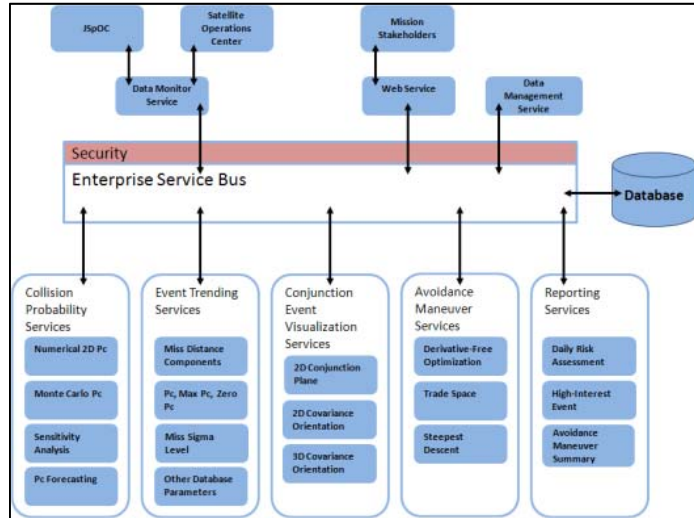 JSpOC
Satellite
Operations
Center
Mission
Stakeholders
Data Monitor
Service
Web Service
Data
Management
Service
Security
Enterprise Service Bus
Database
Collision
Probability
Services
Numerical 2D Pc
Monte Carlo Pc
Sensitivity
Analysis
Pc Forecasting
Event Trending
Services
Miss Distance
Components
Pc, Max Pc, Zero
Pc
Miss Sigma
Level
Other Database
Parameters
Conjunction
Event
Visualization
Services
2D Conjunction
Plane
2D Covariance
Orientation
3D Covariance
Orientation
Avoidance
Maneuver
Services
Derivative-Free
Optimization
Trade Space
Steepest
Descent
Reporting
Services
Daily Risk
Assessment
High-Interest
Event
Avoidance
Maneuver
Summary